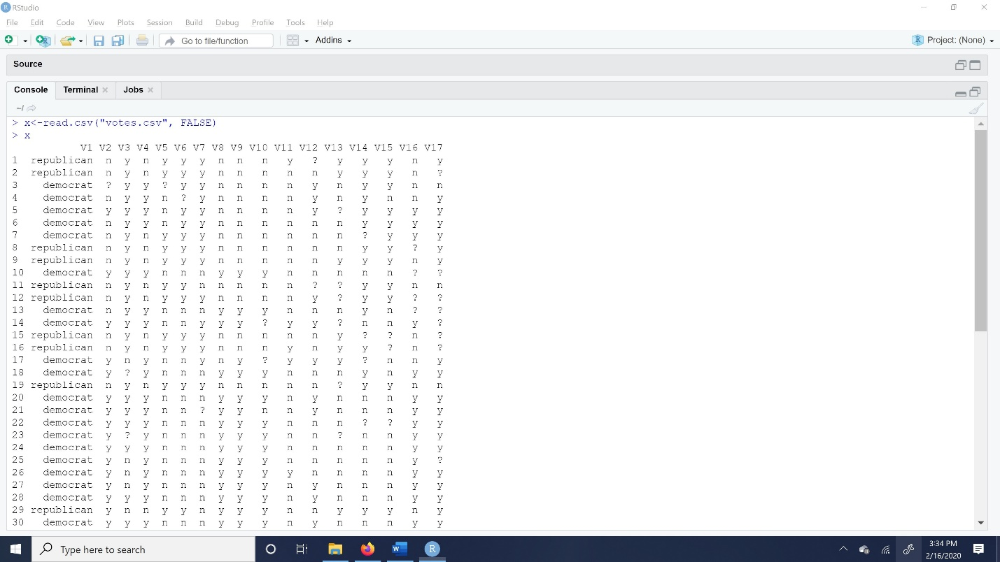 RStudio
File Edit Code View Plots Session Build Debug Profile Tools Help
Go to file/function Addins Project: (None)
Source
Console Terminal Jobs
~/
> x<-read.csv("votes.csv", FALSE)
> x
V1 V2 V3 V4 V5 V6 V7 V8 V9 V10 V11 V12 V13 V14 V15 V16 V17
1 republican n y n y y y n n n y ? y y y n y
2 republican n y n y y y n n n n n y y y n ?
3 democrat ? y y ? y y n n n n y n y y n n
4 democrat n y y n ? y n n n n y n y n n y
5 democrat y y y n y y n n n n y ? y y y y
6 democrat n y y n y y n n n n n n y y y y
7 democrat n y n y y y n n n n n n ? y y y
8 republican n y n y y y n n n n n n y y ? y
9 republican n y n y y y n n n n n y y y n y
10 democrat y y y n n n y y y n n n n n ? ?
11 republican n y n y y n n n n n ? ? y y n n
12 republican n y n y y y n n n n y ? y y ? ?
13 democrat n y y n n n y y y n n n y n ? ?
14 democrat y y y n n y y y ? y y ? n n y ?
15 republican n y n y y y n n n n n y ? ? n ?
16 republican n y n y y y n n n y n y y ? n ?
17 democrat y n y n n y n y ? y y y ? n n y
18 democrat y ? y n n n y y y n n n y n y y
19 republican n y n y y y n n n n n ? y y n n
20 democrat y y y n n n y y y n y n n n y y
21 democrat y y y n n ? y y n n y n n n y y
22 democrat y y y n n n y y y n n n ? ? y y
23 democrat y ? y n n n y y y n n ? n n y y
24 democrat y y y n n n y y y n n n n n y y
25 democrat y n y n n n y y y n n n n n y ?
26 democrat y n y n n n y y y y n n n n y y
27 democrat y n y n n n y y y n y n n n y y
28 democrat y y y n n n y y y n y n n n y y
29 republican y n n y y n y y y n n y y y n y
30 democrat y y y n n n y y y n y n n n y y
Type here to search 3:34 PM
2/16/2020